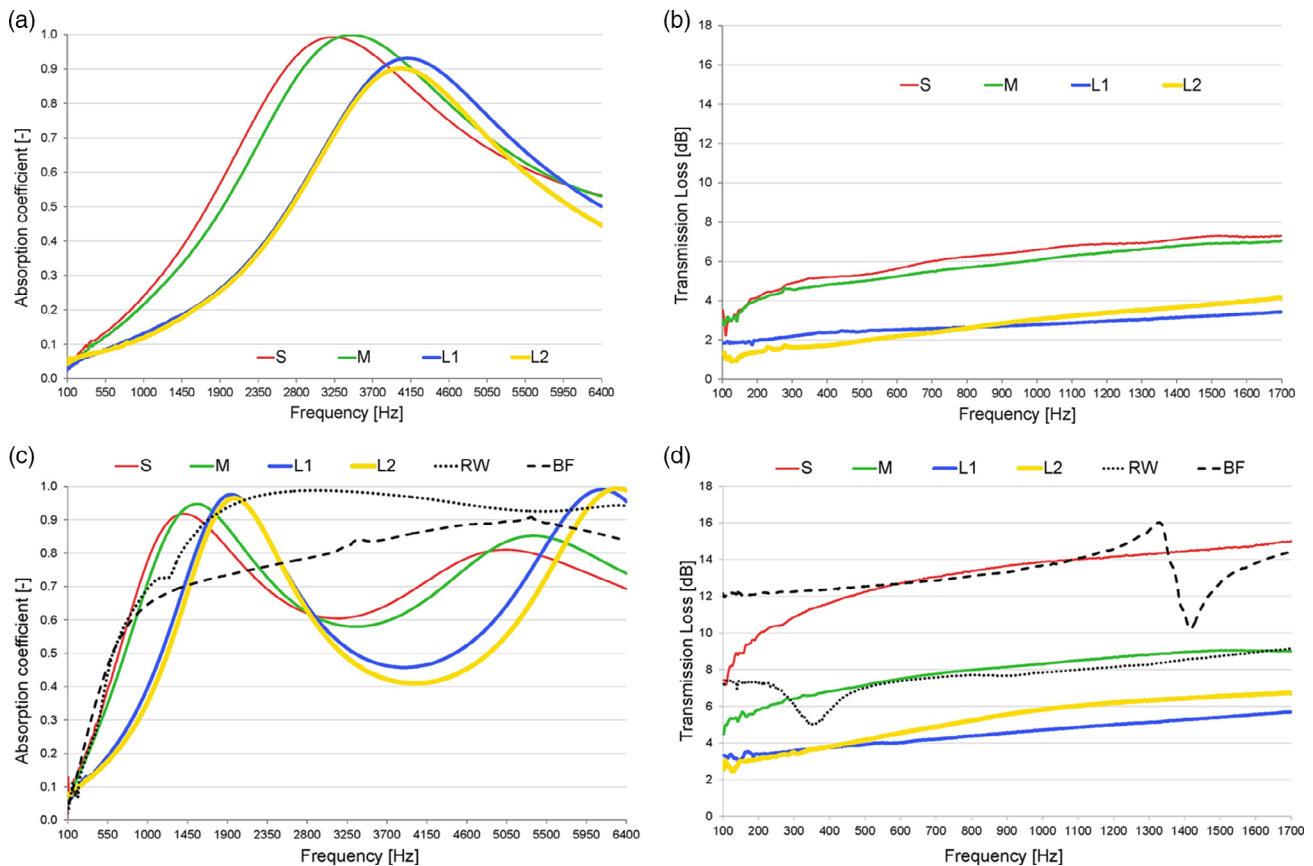 (a)
1.0
0.9
0.8
0.7
0.6
0.5
0.4
0.3
0.2
0.1
0.0
Absorption coefficient [-]
S M L1 L2
100 550 1000 1450 1900 2350 2800 3250 3700 4150 4600 5050 5500 5950 6400
Frequency [Hz]
(b)
18
16
14
12
10
8
6
4
2
0
Transmission Loss [dB]
S M L1 L2
100 200 300 400 500 600 700 800 900 1000 1100 1200 1300 1400 1500 1600 1700
Frequency [Hz]
(c)
S M L1 L2 RW BF
1.0
0.9
0.8
0.7
0.6
0.5
0.4
0.3
0.2
0.1
0.0
Absorption coefficient [-]
100 550 1000 1450 1900 2350 2800 3250 3700 4150 4600 5050 5500 5950 6400
Frequency [Hz]
(d)
S M L1 L2 RW BF
18
16
14
12
10
8
6
4
2
0
Transmission Loss [dB]
100 200 300 400 500 600 700 800 900 1000 1100 1200 1300 1400 1500 1600 1700
Frequency [Hz]